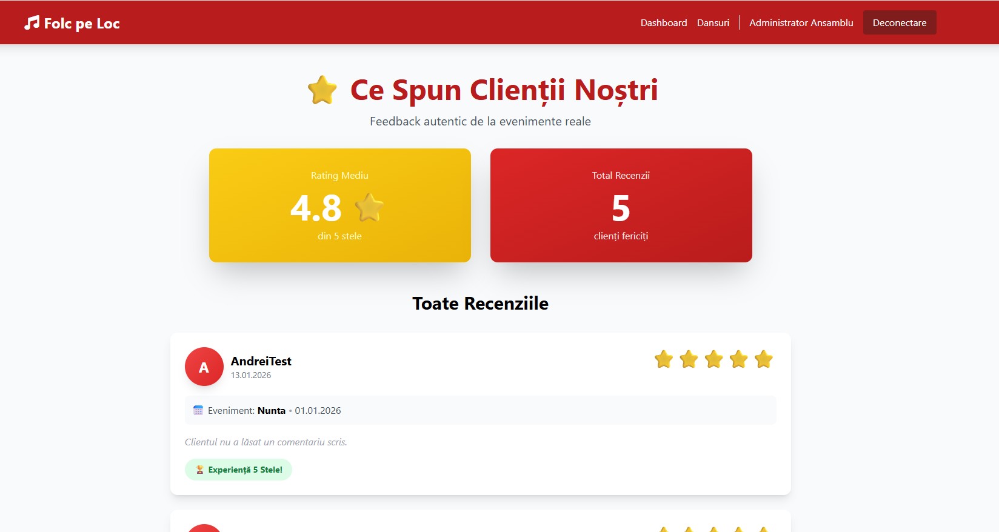 Folc pe Loc
Dashboard Dansuri Administrator Ansamblu Deconectare
Ce Spun Clienții Noștri
Feedback autentic de la evenimente reale
Rating Mediu
4.8
din 5 stele
Total Recenzii
5
clienți fericiți
Toate Recenziile
A
AndreiTest
13.01.2026
Eveniment: Nunta • 01.01.2026
Clientul nu a lăsat un comentariu scris.
Experiență 5 Stele!